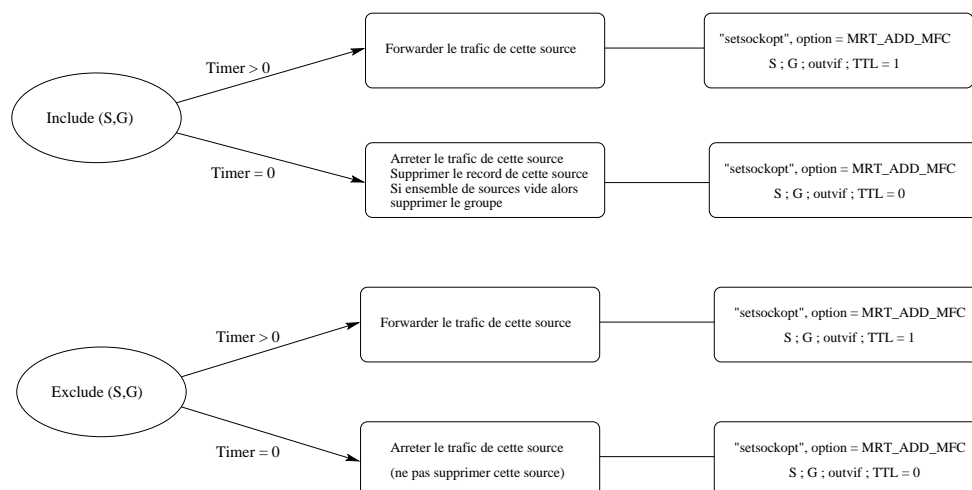 Forwarder le trafic de cette source
"setsockopt", option = MRT_ADD_MFC
S ; G ; outvif ; TTL = 1
Timer > 0
Include (S,G)
Timer = 0
Arreter le trafic de cette source
Supprimer le record de cette source
Si ensemble de sources vide alors
supprimer le groupe
"setsockopt", option = MRT_ADD_MFC
S ; G ; outvif ; TTL = 0
Forwarder le trafic de cette source
"setsockopt", option = MRT_ADD_MFC
S ; G ; outvif ; TTL = 1
Timer > 0
Exclude (S,G)
Timer = 0
Arreter le trafic de cette source
(ne pas supprimer cette source)
"setsockopt", option = MRT_ADD_MFC
S ; G ; outvif ; TTL = 0